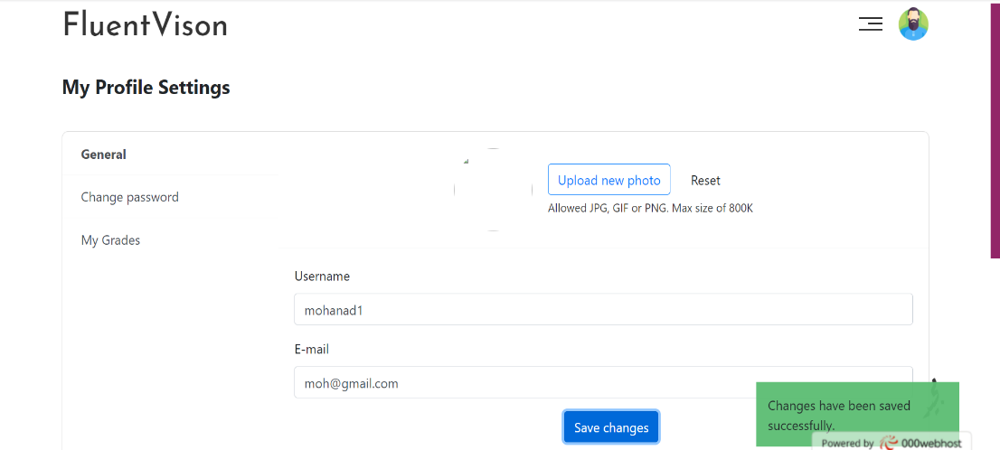 FluentVison
My Profile Settings
General
Change password
My Grades
Upload new photo
Reset
Allowed JPG, GIF or PNG. Max size of 800K
Username
mohanad1
E-mail
moh@gmail.com
Save changes
Changes have been saved
successfully.
Powered by 000webhost